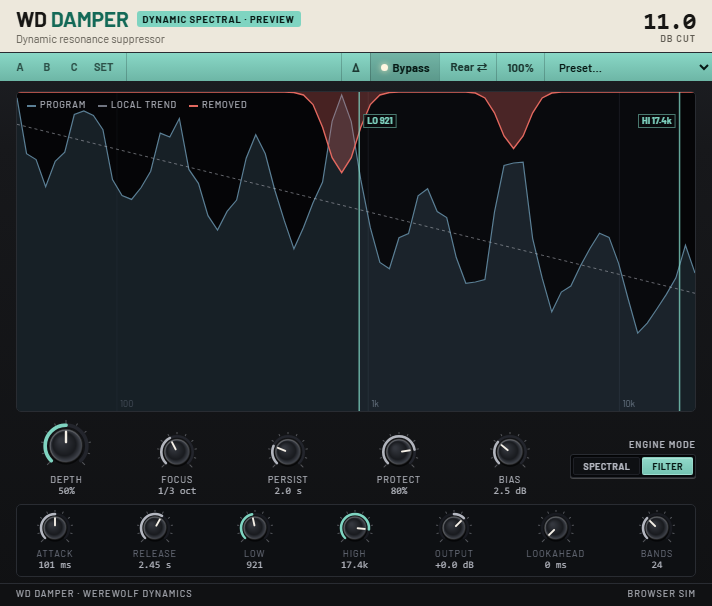 WD DAMPER DYNAMIC SPECTRAL · PREVIEW
Dynamic resonance suppressor
11.0
DB CUT
A B C SET Δ Bypass Rear ⇄ 100% Preset...
PROGRAM LOCAL TREND REMOVED
LO 921
HI 17.4k
100 1k 10k
DEPTH
50%
FOCUS
1/3 oct
PERSIST
2.0 s
PROTECT
80%
BIAS
2.5 dB
ENGINE MODE
SPECTRAL FILTER
ATTACK
101 ms
RELEASE
2.45 s
LOW
921
HIGH
17.4k
OUTPUT
+0.0 dB
LOOKAHEAD
0 ms
BANDS
24
WD DAMPER · WEREWOLF DYNAMICS
BROWSER SIM